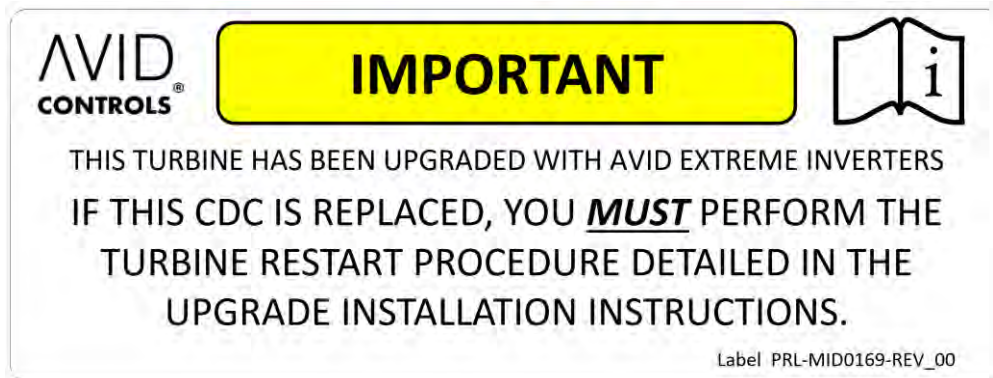 AVID
CONTROLS®
IMPORTANT
i
THIS TURBINE HAS BEEN UPGRADED WITH AVID EXTREME INVERTERS
IF THIS CDC IS REPLACED, YOU MUST PERFORM THE
TURBINE RESTART PROCEDURE DETAILED IN THE
UPGRADE INSTALLATION INSTRUCTIONS.
Label PRL-MID0169-REV_00